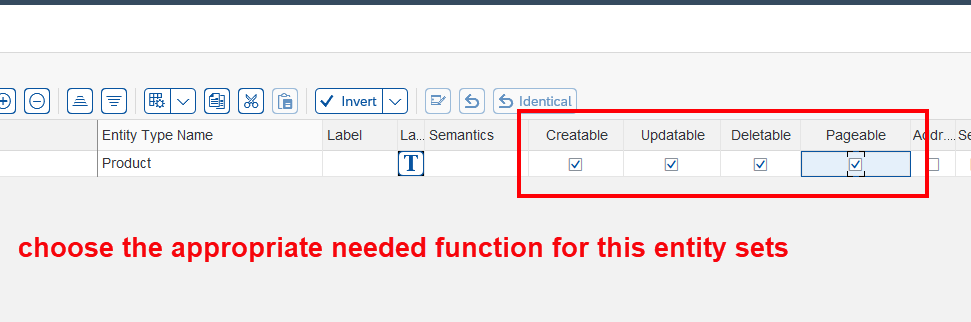 Invert Identical
Entity Type Name Label La... Semantics Creatable Updatable Deletable Pageable Addr... Se
Product T
choose the appropriate needed function for this entity sets